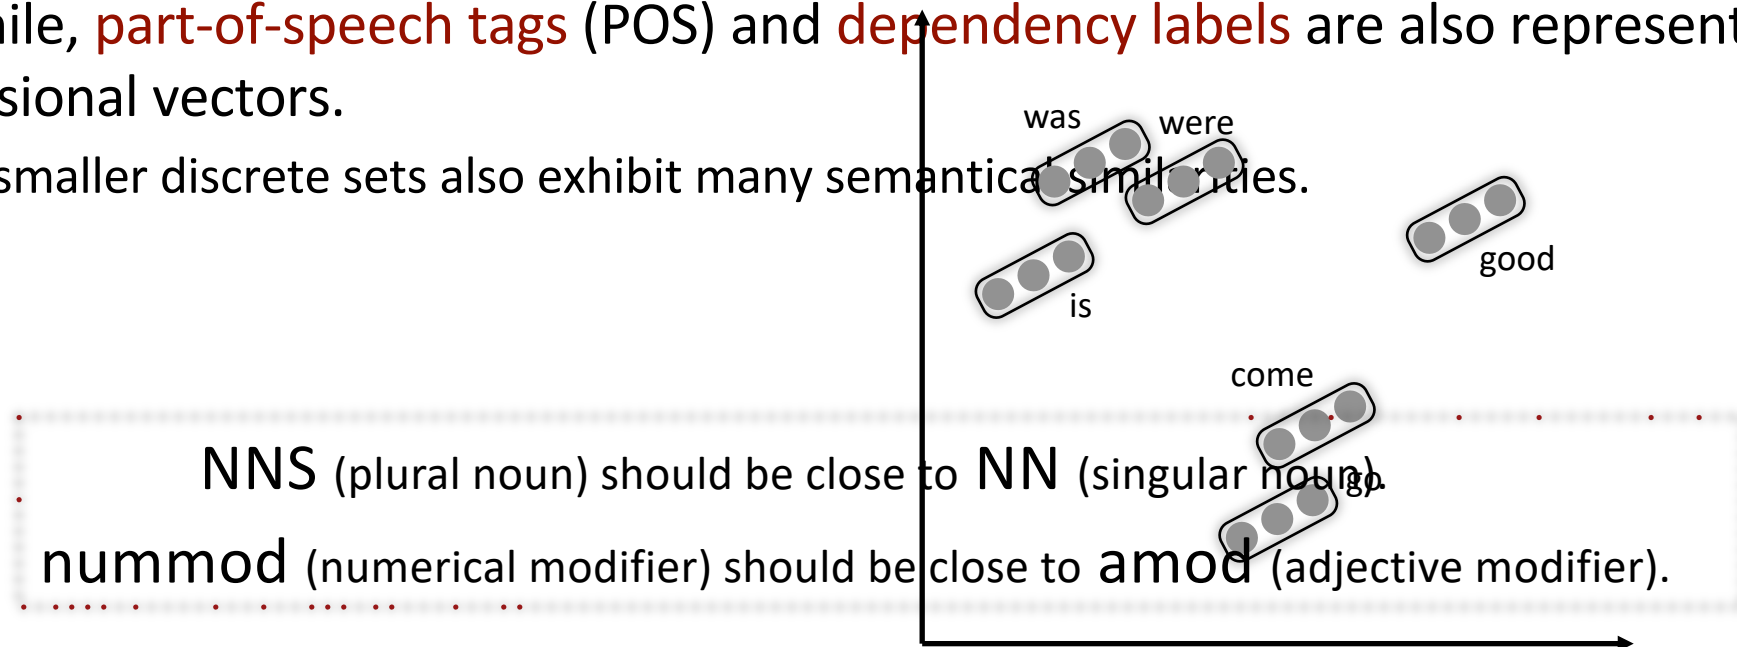 ile, part-of-speech tags (POS) and dependency labels are also represent
sional vectors.
was were
smaller discrete sets also exhibit many semantical similarities.
good
is
come
NNS (plural noun) should be close to NN (singular noun).
go
nummod (numerical modifier) should be close to amod (adjective modifier).